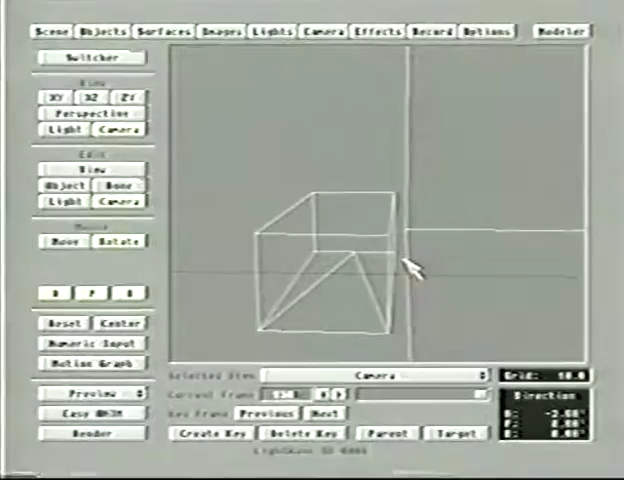 Scene Objects Surfaces Images Lights Camera Effects Record Options Modeler
Switcher
View
XY XZ ZY
Perspective
Light Camera
Edit
View
Object Bone
Light Camera
Mouse
Move Rotate
Reset Center
Numeric Input
Motion Graph
Selected Item Camera Grid: 10.0
Current Frame
Preview Direction
Key Frame Previous Next
Easy ANIM
Render Create Key Delete Key Parent Target